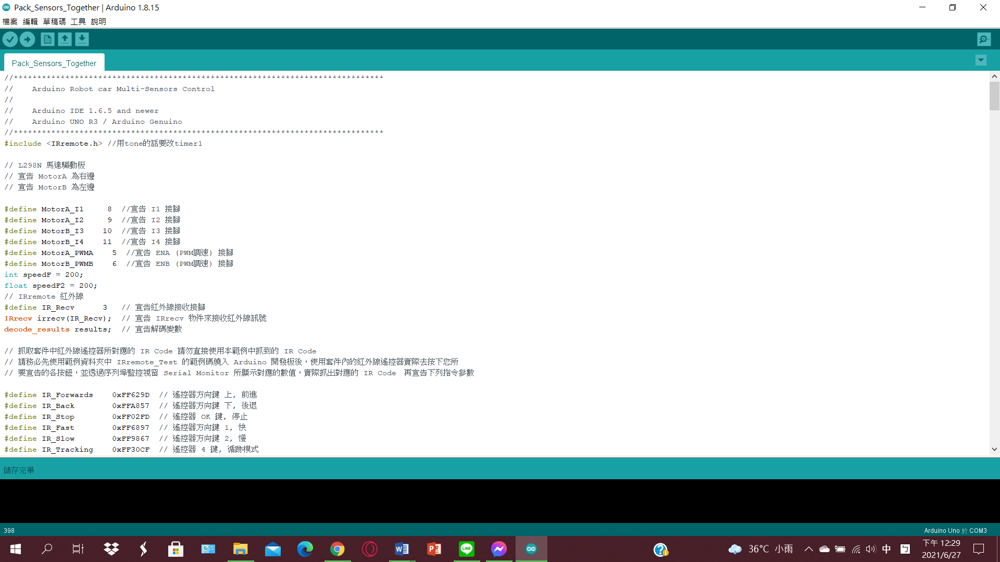 Pack_Sensors_Together | Arduino 1.8.15
檔案 編輯 草稿碼 工具 說明
Pack_Sensors_Together
//*******************************************************************************
//    Arduino Robot car Multi-Sensors Control
//
//    Arduino IDE 1.6.5 and newer
//    Arduino UNO R3 / Arduino Genuino
//*******************************************************************************
#include <IRremote.h> //用tone的話要改timer1
// L298N 馬達驅動板
// 宣告 MotorA 為右邊
// 宣告 MotorB 為左邊
#define MotorA_I1     8  //宣告 I1 接腳
#define MotorA_I2     9  //宣告 I2 接腳
#define MotorB_I3    10  //宣告 I3 接腳
#define MotorB_I4    11  //宣告 I4 接腳
#define MotorA_PWMA    5  //宣告 ENA (PWM調速) 接腳
#define MotorB_PWMB    6  //宣告 ENB (PWM調速) 接腳
int speedF = 200;
float speedF2 = 200;
// IRremote 紅外線
#define IR_Recv      3   // 宣告紅外線接收接腳
IRrecv irrecv(IR_Recv);  // 宣告 IRrecv 物件來接收紅外線訊號
decode_results results;  // 宣告解碼變數
// 抓取套件中紅外線遙控器所對應的 IR Code 請勿直接使用本範例中抓到的 IR Code
// 請務必先使用範例資料夾中 IRremote_Test 的範例碼燒入 Arduino 開發板後，使用套件內的紅外線遙控器實際去按下您所
// 要宣告的各按鈕，並透過序列埠監控視窗 Serial Monitor 所顯示對應的數值，實際抓出對應的 IR Code  再宣告下列指令參數
#define IR_Forwards    0xFF629D  // 遙控器方向鍵 上, 前進
#define IR_Back        0xFFA857  // 遙控器方向鍵 下, 後退
#define IR_Stop        0xFF02FD  // 遙控器 OK 鍵, 停止
#define IR_Fast        0xFF6897  // 遙控器方向鍵 1, 快
#define IR_Slow        0xFF9867  // 遙控器方向鍵 2, 慢
#define IR_Tracking    0xFF30CF  // 遙控器 4 鍵, 循跡模式
儲存完畢
398
Arduino Uno 於 COM3
36°C 小雨
中
下午 12:29
2021/6/27